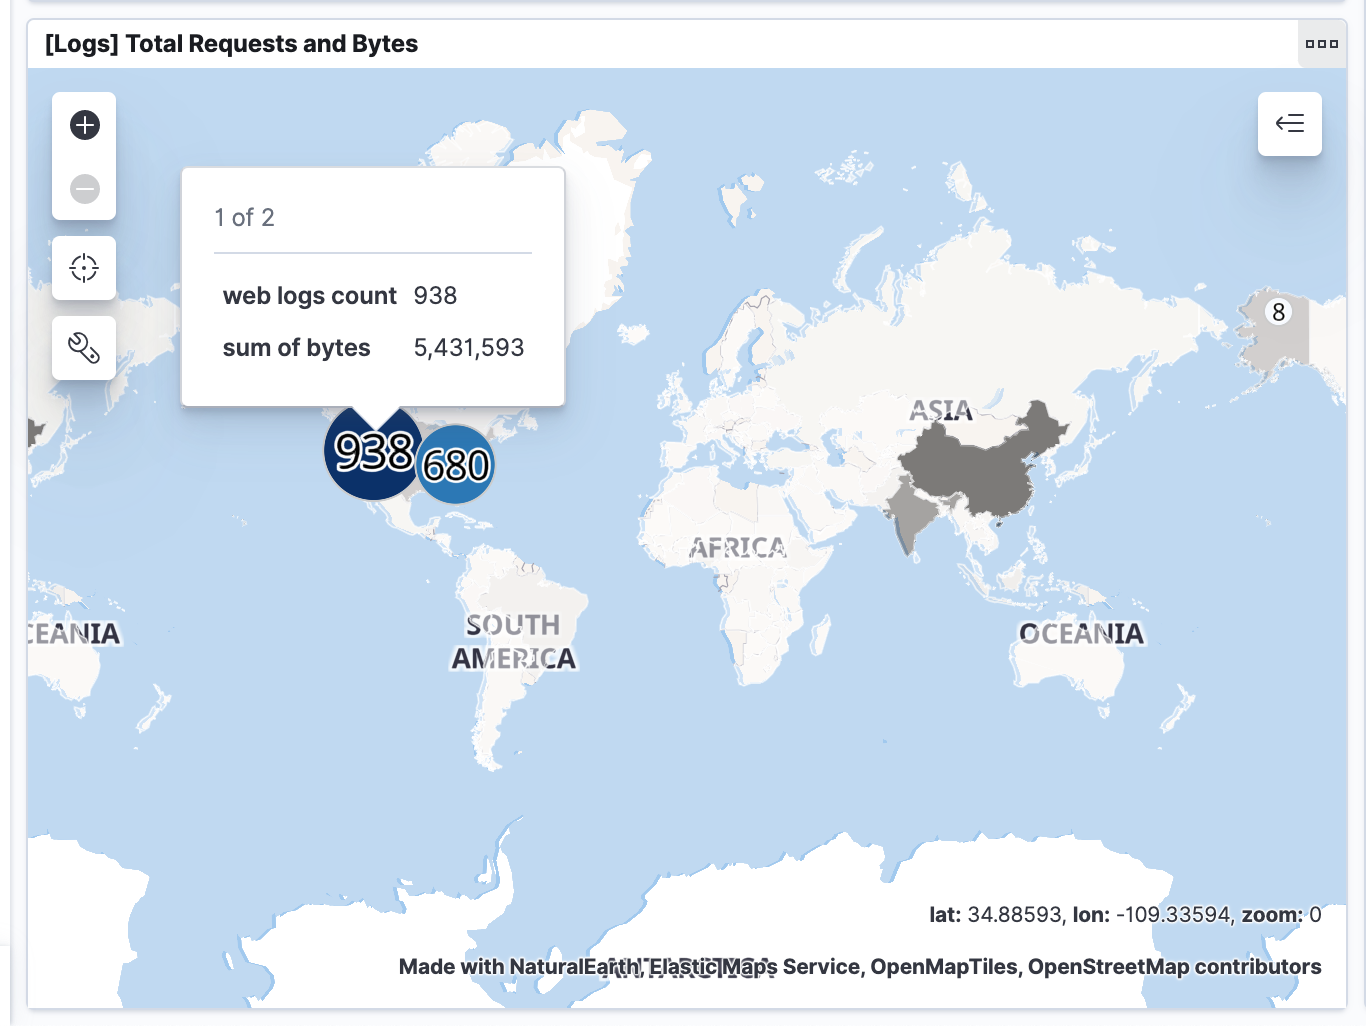 [Logs] Total Requests and Bytes
1 of 2
web logs count 938
sum of bytes 5,431,593
8
ASIA
938
680
AFRICA
SOUTH
AMERICA
CEANIA
OCEANIA
lat: 34.88593, lon: -109.33594, zoom: 0
ANTARCTICA
Made with NaturalEarth, Elastic Maps Service, OpenMapTiles, OpenStreetMap contributors